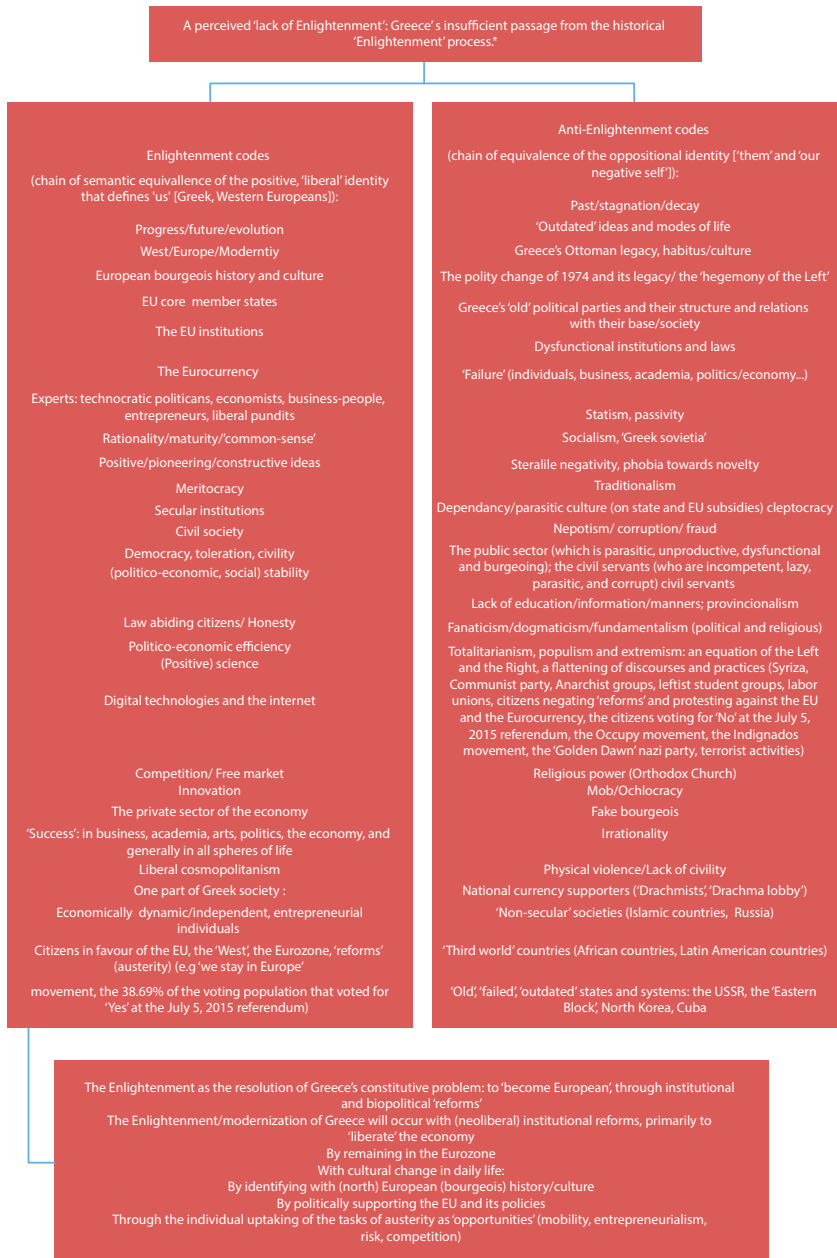 A perceived 'lack of Enlightenment': Greece's insufficient passage from the historical
'Enlightenment' process.*
Enlightenment codes
(chain of semantic equivallence of the positive, 'liberal' identity
that defines 'us' [Greek, Western Europeans]):
Progress/future/evolution
West/Europe/Moderntiy
European bourgeois history and culture
EU core member states
The EU institutions
The Eurocurrency
Experts: technocratic politicans, economists, business-people,
entrepreneurs, liberal pundits
Rationality/maturity/'common-sense'
Positive/pioneering/constructive ideas
Meritocracy
Secular institutions
Civil society
Democracy, toleration, civility
(politico-economic, social) stability
Law abiding citizens/ Honesty
Politico-economic efficiency
(Positive) science
Digital technologies and the internet
Competition/ Free market
Innovation
The private sector of the economy
'Success': in business, academia, arts, politics, the economy, and
generally in all spheres of life
Liberal cosmopolitanism
One part of Greek society :
Economically dynamic/independent, entrepreneurial
individuals
Citizens in favour of the EU, the 'West', the Eurozone, 'reforms'
(austerity) (e.g 'we stay in Europe'
movement, the 38.69% of the voting population that voted for
'Yes' at the July 5, 2015 referendum)
Anti-Enlightenment codes
(chain of equivalence of the oppositional identity ['them' and 'our
negative self']):
Past/stagnation/decay
'Outdated' ideas and modes of life
Greece's Ottoman legacy, habitus/culture
The polity change of 1974 and its legacy/ the 'hegemony of the Left'
Greece's 'old' political parties and their structure and relations
with their base/society
Dysfunctional institutions and laws
'Failure' (individuals, business, academia, politics/economy...)
Statism, passivity
Socialism, 'Greek sovietia'
Steralile negativity, phobia towards novelty
Traditionalism
Dependancy/parasitic culture (on state and EU subsidies) cleptocracy
Nepotism/ corruption/ fraud
The public sector (which is parasitic, unproductive, dysfunctional
and burgeoing); the civil servants (who are incompetent, lazy,
parasitic, and corrupt) civil servants
Lack of education/information/manners; provincionalism
Fanaticism/dogmaticism/fundamentalism (political and religious)
Totalitarianism, populism and extremism: an equation of the Left
and the Right, a flattening of discourses and practices (Syriza,
Communist party, Anarchist groups, leftist student groups, labor
unions, citizens negating 'reforms' and protesting against the EU
and the Eurocurrency, the citizens voting for 'No' at the July 5,
2015 referendum, the Occupy movement, the Indignados
movement, the 'Golden Dawn' nazi party, terrorist activities)
Religious power (Orthodox Church)
Mob/Ochlocracy
Fake bourgeois
Irrationality
Physical violence/Lack of civility
National currency supporters ('Drachmists', 'Drachma lobby')
'Non-secular' societies (Islamic countries, Russia)
'Third world' countries (African countries, Latin American countries)
'Old', 'failed', 'outdated' states and systems: the USSR, the 'Eastern
Block', North Korea, Cuba
The Enlightenment as the resolution of Greece's constitutive problem: to 'become European', through institutional
and biopolitical 'reforms'
The Enlightenment/modernization of Greece will occur with (neoliberal) institutional reforms, primarily to
'liberate' the economy
By remaining in the Eurozone
With cultural change in daily life:
By identifying with (north) European (bourgeois) history/culture
By politically supporting the EU and its policies
Through the individual uptaking of the tasks of austerity as 'opportunities' (mobility, entrepreneurialism,
risk, competition)